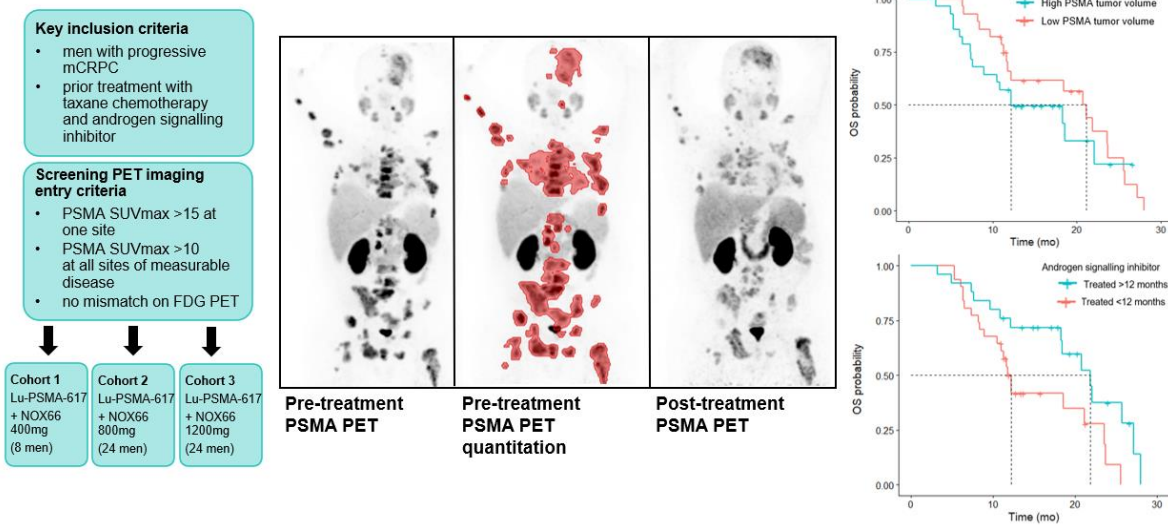 Key inclusion criteria
• men with progressive
mCRPC
• prior treatment with
taxane chemotherapy
and androgen signalling
inhibitor
Screening PET imaging
entry criteria
• PSMA SUVmax >15 at
one site
• PSMA SUVmax >10
at all sites of measurable
disease
• no mismatch on FDG PET
Cohort 1
Lu-PSMA-617
+ NOX66
400mg
(8 men)
Cohort 2
Lu-PSMA-617
+ NOX66
800mg
(24 men)
Cohort 3
Lu-PSMA-617
+ NOX66
1200mg
(24 men)
Pre-treatment
PSMA PET
Pre-treatment
PSMA PET
quantitation
Post-treatment
PSMA PET
High PSMA tumor volume
Low PSMA tumor volume
OS probability
1.00
0.75
0.50
0.25
0.00
0
10
20
30
Time (mo)
Androgen signalling inhibitor
Treated >12 months
Treated <12 months
OS probability
1.00
0.75
0.50
0.25
0.00
0
10
20
30
Time (mo)